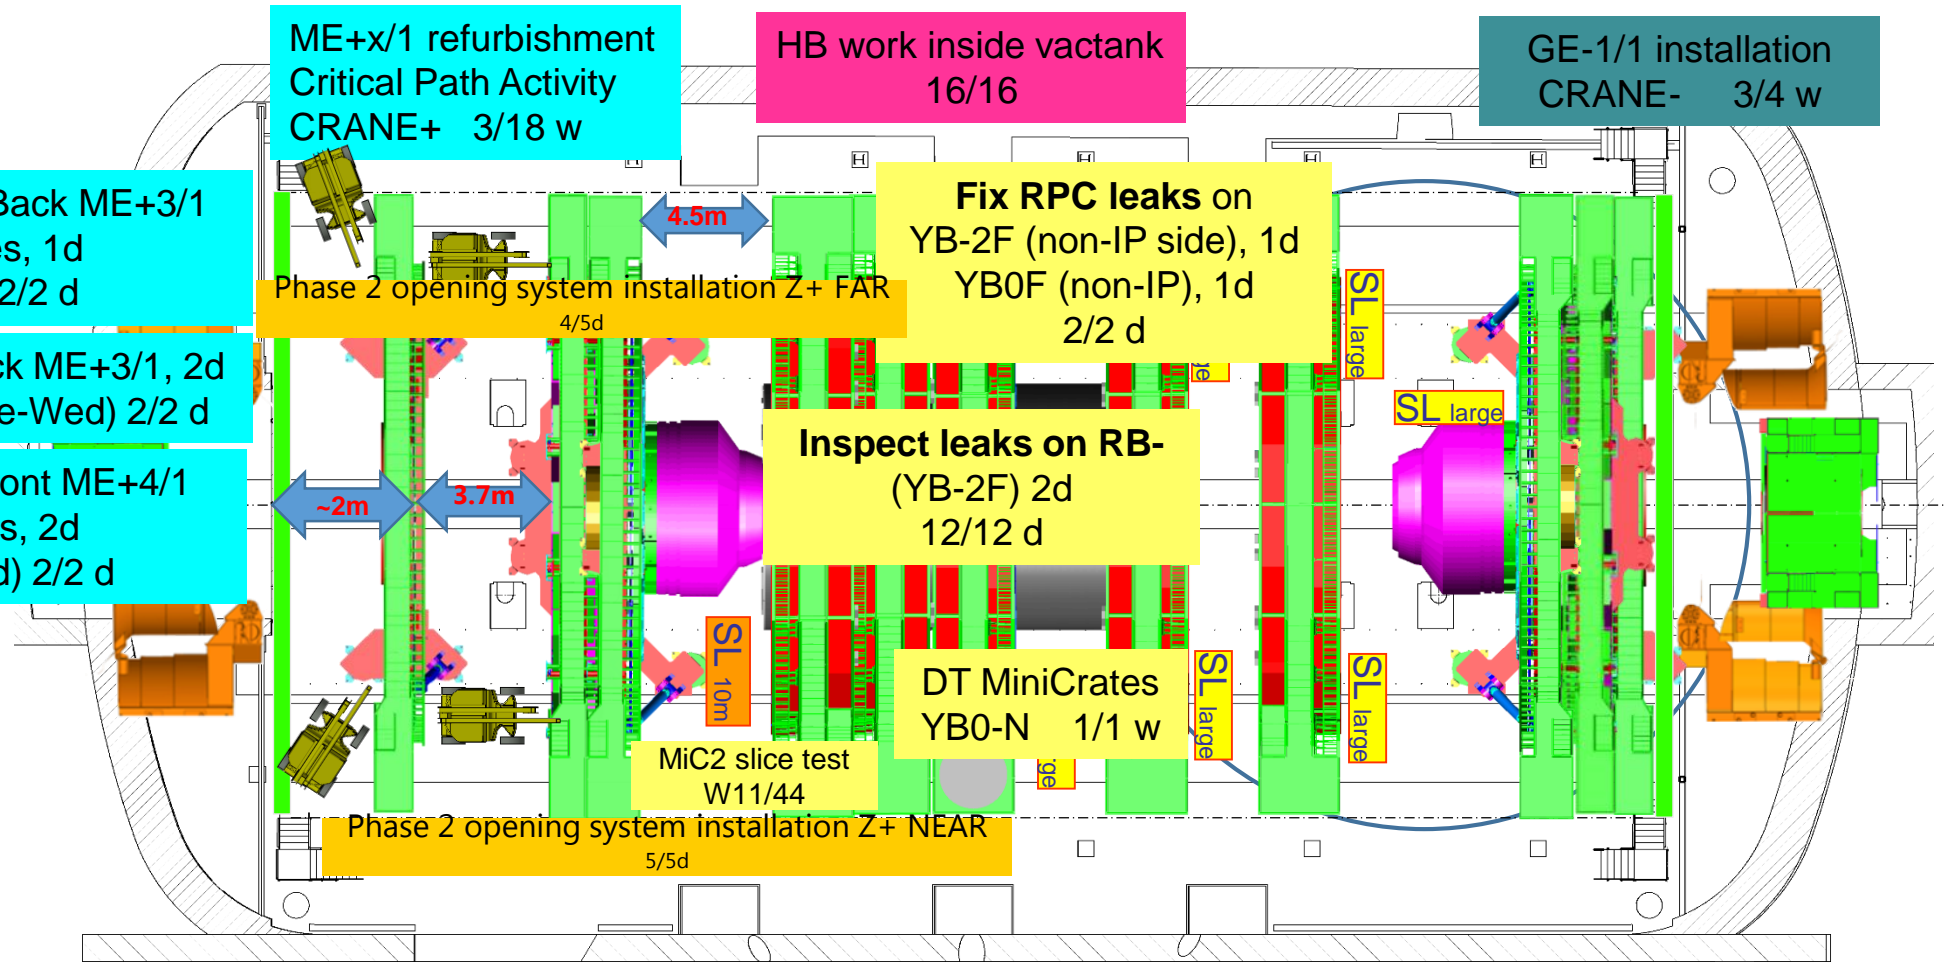 ME+x/1 refurbishment
Critical Path Activity
CRANE+ 3/18 w
HB work inside vactank
16/16
GE-1/1 installation
CRANE- 3/4 w
Back ME+3/1
1d
2/2 d
ME+3/1, 2d
2/2 d
ME+4/1
2d
2/2 d
4.5m
Phase 2 opening system installation Z+ FAR
4/5d
Fix RPC leaks on
YB-2F (non-IP side), 1d
YB0F (non-IP), 1d
2/2 d
SL large
SL large
Inspect leaks on RB-
(YB-2F) 2d
12/12 d
~2m
3.7m
SL 10m
DT MiniCrates
YB0-N 1/1 w
SL large
SL large
MiC2 slice test
W11/44
Phase 2 opening system installation Z+ NEAR
5/5d
H
H
H
H
H